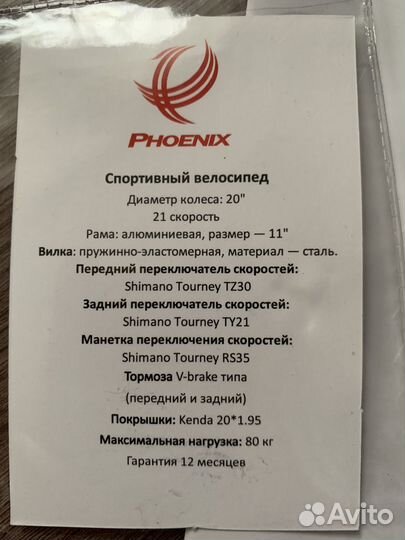 PHOENIX
Спортивный велосипед
Диаметр колеса: 20"
21 скорость
Рама: алюминиевая, размер — 11"
Вилка: пружинно-эластомерная, материал — сталь.
Передний переключатель скоростей:
Shimano Tourney TZ30
Задний переключатель скоростей:
Shimano Tourney TY21
Манетка переключения скоростей:
Shimano Tourney RS35
Тормоза V-brake типа
(передний и задний)
Покрышки: Kenda 20*1.95
Максимальная нагрузка: 80 кг
Гарантия 12 месяцев
Avito